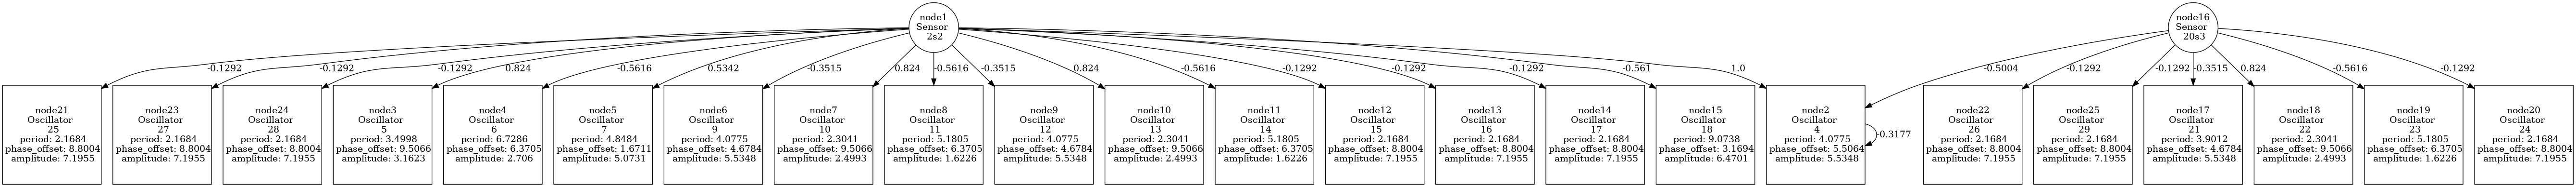 node1
Sensor
2s2
node16
Sensor
20s3
-0.1292
-0.1292
-0.1292
0.824
-0.5616
0.5342
-0.3515
0.824
-0.5616
-0.3515
0.824
-0.5616
-0.1292
-0.1292
-0.1292
-0.561
1.0
-0.5004
-0.1292
-0.1292
-0.3515
0.824
-0.5616
-0.1292
node21
Oscillator
25
period: 2.1684
phase_offset: 8.8004
amplitude: 7.1955
node23
Oscillator
27
period: 2.1684
phase_offset: 8.8004
amplitude: 7.1955
node24
Oscillator
28
period: 2.1684
phase_offset: 8.8004
amplitude: 7.1955
node3
Oscillator
5
period: 3.4998
phase_offset: 9.5066
amplitude: 3.1623
node4
Oscillator
6
period: 6.7286
phase_offset: 6.3705
amplitude: 2.706
node5
Oscillator
7
period: 4.8484
phase_offset: 1.6711
amplitude: 5.0731
node6
Oscillator
9
period: 4.0775
phase_offset: 4.6784
amplitude: 5.5348
node7
Oscillator
10
period: 2.3041
phase_offset: 9.5066
amplitude: 2.4993
node8
Oscillator
11
period: 5.1805
phase_offset: 6.3705
amplitude: 1.6226
node9
Oscillator
12
period: 4.0775
phase_offset: 4.6784
amplitude: 5.5348
node10
Oscillator
13
period: 2.3041
phase_offset: 9.5066
amplitude: 2.4993
node11
Oscillator
14
period: 5.1805
phase_offset: 6.3705
amplitude: 1.6226
node12
Oscillator
15
period: 2.1684
phase_offset: 8.8004
amplitude: 7.1955
node13
Oscillator
16
period: 2.1684
phase_offset: 8.8004
amplitude: 7.1955
node14
Oscillator
17
period: 2.1684
phase_offset: 8.8004
amplitude: 7.1955
node15
Oscillator
18
period: 9.0738
phase_offset: 3.1694
amplitude: 6.4701
node2
Oscillator
4
period: 4.0775
phase_offset: 5.5064
amplitude: 5.5348
-0.3177
node22
Oscillator
26
period: 2.1684
phase_offset: 8.8004
amplitude: 7.1955
node25
Oscillator
29
period: 2.1684
phase_offset: 8.8004
amplitude: 7.1955
node17
Oscillator
21
period: 3.9012
phase_offset: 4.6784
amplitude: 5.5348
node18
Oscillator
22
period: 2.3041
phase_offset: 9.5066
amplitude: 2.4993
node19
Oscillator
23
period: 5.1805
phase_offset: 6.3705
amplitude: 1.6226
node20
Oscillator
24
period: 2.1684
phase_offset: 8.8004
amplitude: 7.1955